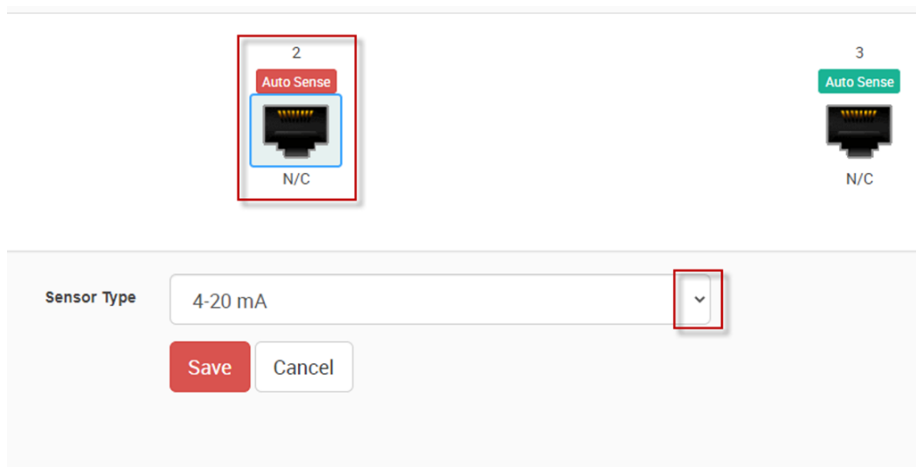 2 3
Auto Sense Auto Sense
N/C N/C
Sensor Type 4-20 mA
Save Cancel